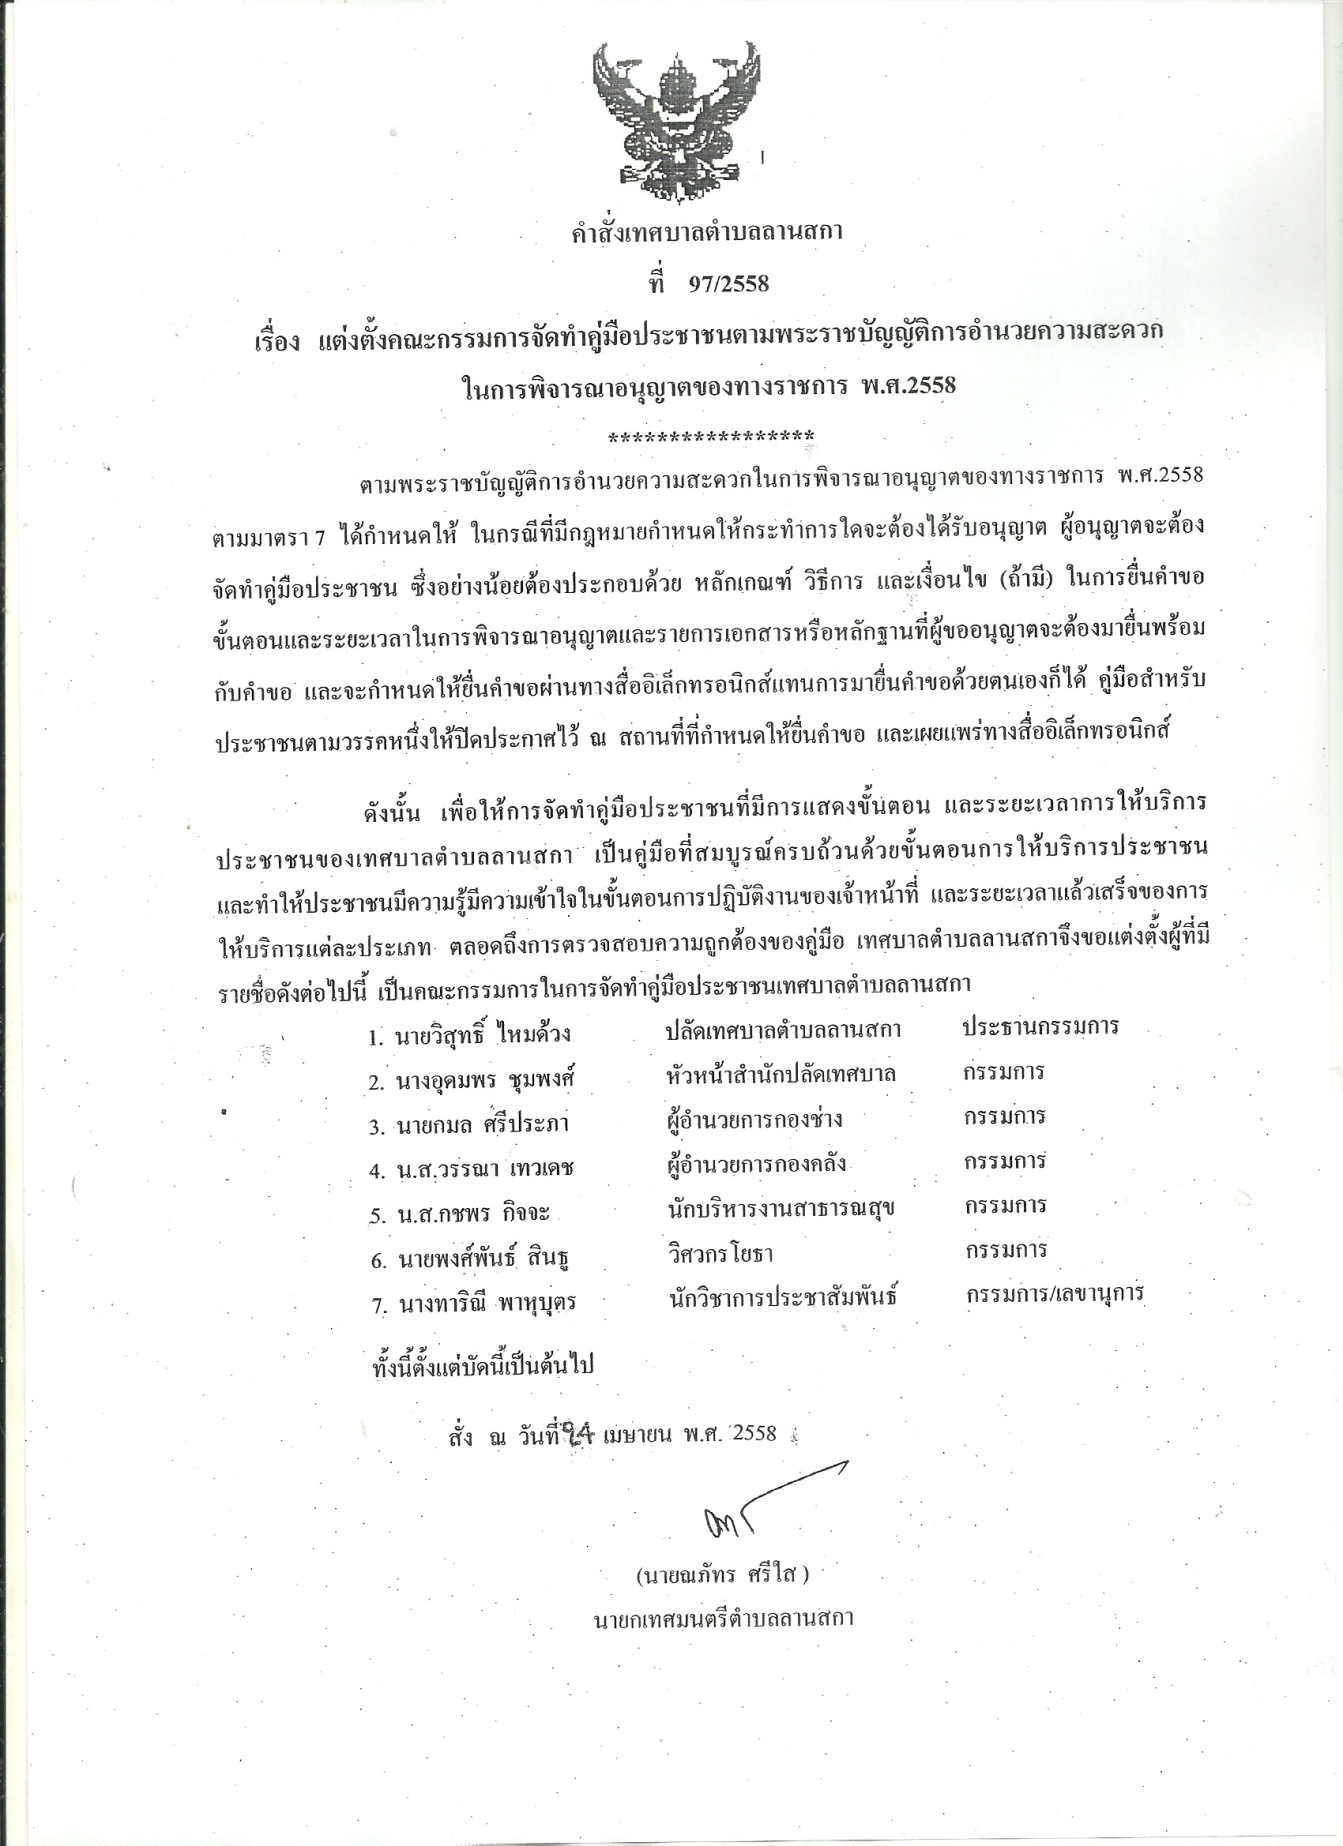 คำสั่งเทศบาลตำบลลานสกา
ที่ 97/2558
เรื่อง แต่งตั้งคณะกรรมการจัดทำคู่มือประชาชนตามพระราชบัญญัติการอำนวยความสะดวก
ในการพิจารณาอนุญาตของทางราชการ พ.ศ.2558
*****************
ตามพระราชบัญญัติการอำนวยความสะดวกในการพิจารณาอนุญาตของทางราชการ พ.ศ.2558
ตามมาตรา 7 ได้กำหนดให้ ในกรณีที่มีกฎหมายกำหนดให้กระทำการใดจะต้องได้รับอนุญาต ผู้อนุญาตจะต้อง
จัดทำคู่มือประชาชน ซึ่งอย่างน้อยต้องประกอบด้วย หลักเกณฑ์ วิธีการ และเงื่อนไข (ถ้ามี) ในการยื่นคำขอ
ขั้นตอนและระยะเวลาในการพิจารณาอนุญาตและรายการเอกสารหรือหลักฐานที่ผู้ขออนุญาตจะต้องมายื่นพร้อม
กับคำขอ และจะกำหนดให้ยื่นคำขอผ่านทางสื่ออิเล็กทรอนิกส์แทนการมายื่นคำขอด้วยตนเองก็ได้ คู่มือสำหรับ
ประชาชนตามวรรคหนึ่งให้ปิดประกาศไว้ ณ สถานที่ที่กำหนดให้ยื่นคำขอ และเผยแพร่ทางสื่ออิเล็กทรอนิกส์
ดังนั้น เพื่อให้การจัดทำคู่มือประชาชนที่มีการแสดงขั้นตอน และระยะเวลาการให้บริการ
ประชาชนของเทศบาลตำบลลานสกา เป็นคู่มือที่สมบูรณ์ครบถ้วนด้วยขั้นตอนการให้บริการประชาชน
และทำให้ประชาชนมีความรู้มีความเข้าใจในขั้นตอนการปฏิบัติงานของเจ้าหน้าที่ และระยะเวลาแล้วเสร็จของการ
ให้บริการแต่ละประเภท ตลอดถึงการตรวจสอบความถูกต้องของคู่มือ เทศบาลตำบลลานสกาจึงขอแต่งตั้งผู้ที่มี
รายชื่อดังต่อไปนี้ เป็นคณะกรรมการในการจัดทำคู่มือประชาชนเทศบาลตำบลลานสกา
1. นายวิสุทธิ์ ไหมด้วง ปลัดเทศบาลตำบลลานสกา ประธานกรรมการ
2. นางอุดมพร ชุมพงศ์ หัวหน้าสำนักปลัดเทศบาล กรรมการ
3. นายกมล ศรีประภา ผู้อำนวยการกองช่าง กรรมการ
4. น.ส.วรรณา เทวเดช ผู้อำนวยการกองคลัง กรรมการ
5. น.ส.กชพร กิจจะ นักบริหารงานสาธารณสุข กรรมการ
6. นายพงศ์พันธ์ สินธู วิศวกรโยธา กรรมการ
7. นางทาริณี พาหุบุตร นักวิชาการประชาสัมพันธ์ กรรมการ/เลขานุการ
ทั้งนี้ตั้งแต่บัดนี้เป็นต้นไป
สั่ง ณ วันที่ เมษายน พ.ศ. 2558
(นายณภัทร ศรีใส)
นายกเทศมนตรีตำบลลานสกา